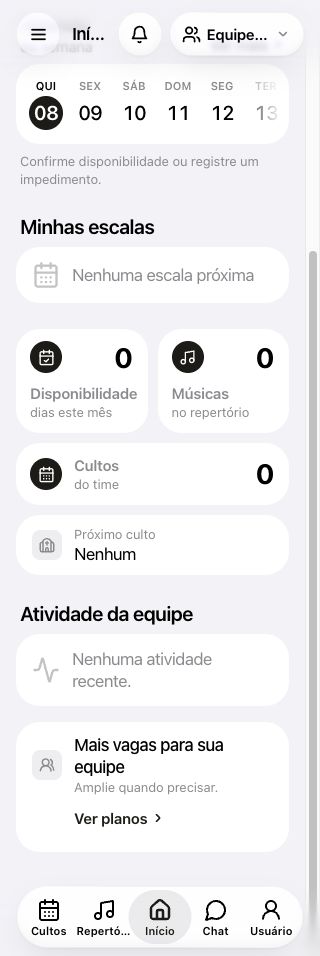 Iní...
Equipe...
QUI SEX SÁB DOM SEG TER
08 09 10 11 12 13
Confirme disponibilidade ou registre um
impedimento.
Minhas escalas
Nenhuma escala próxima
0
Disponibilidade
dias este mês
0
Músicas
no repertório
Cultos
do time
0
Próximo culto
Nenhum
Atividade da equipe
Nenhuma atividade
recente.
Mais vagas para sua
equipe
Amplie quando precisar.
Ver planos
Cultos Repertó... Início Chat Usuário